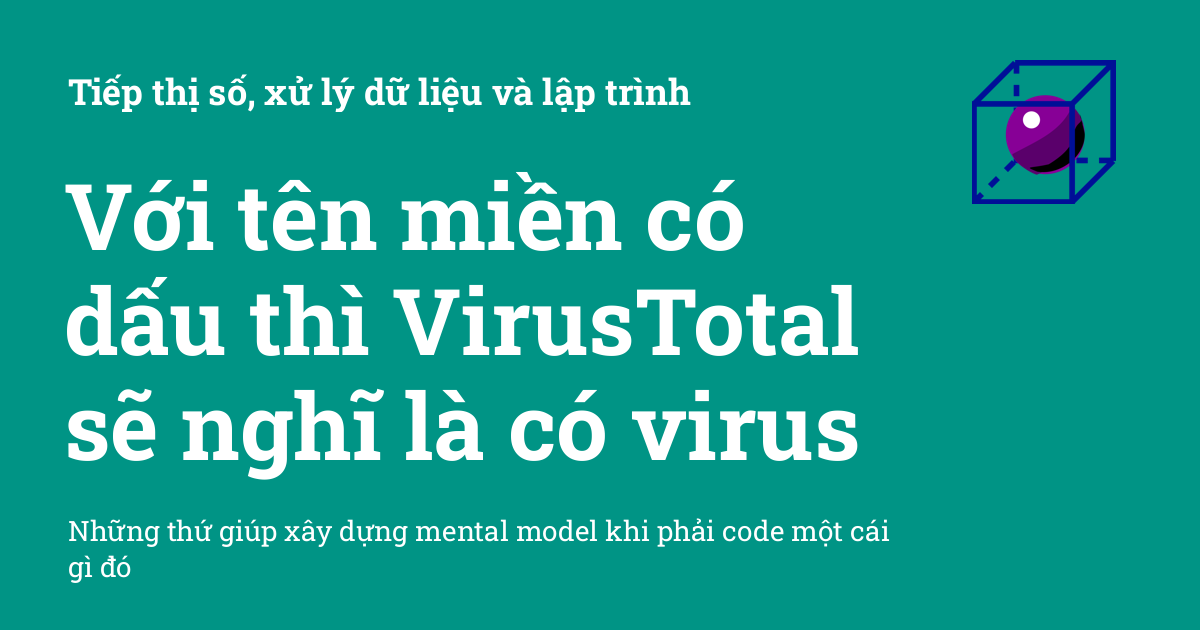 Tiếp thị số, xử lý dữ liệu và lập trình
Với tên miền có
dấu thì VirusTotal
sẽ nghĩ là có virus
Những thứ giúp xây dựng mental model khi phải code một cái
gì đó